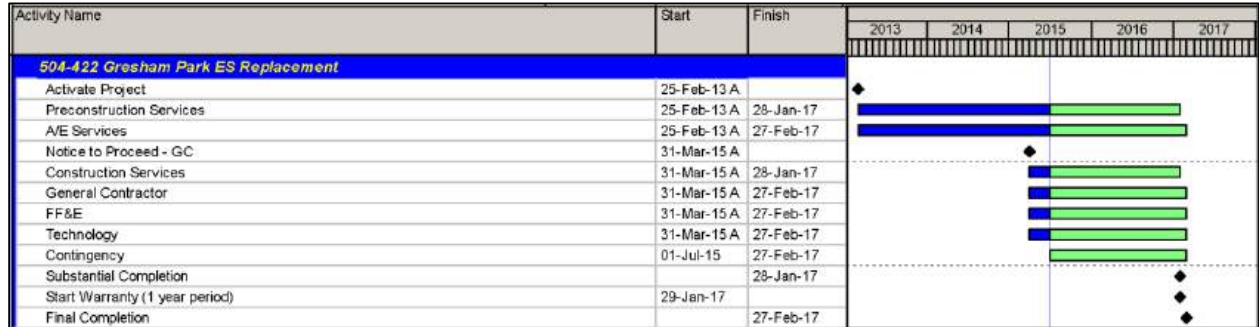 Activity Name Start Finish
2013 2014 2015 2016 2017
504-422 Gresham Park ES Replacement
Activate Project 25-Feb-13 A
Preconstruction Services 25-Feb-13 A 28-Jan-17
A/E Services 25-Feb-13 A 27-Feb-17
Notice to Proceed - GC 31-Mar-15 A
Construction Services 31-Mar-15 A 28-Jan-17
General Contractor 31-Mar-15 A 27-Feb-17
FF&E 31-Mar-15 A 27-Feb-17
Technology 31-Mar-15 A 27-Feb-17
Contingency 01-Jul-15 27-Feb-17
Substantial Completion 28-Jan-17
Start Warranty (1 year period) 29-Jan-17
Final Completion 27-Feb-17